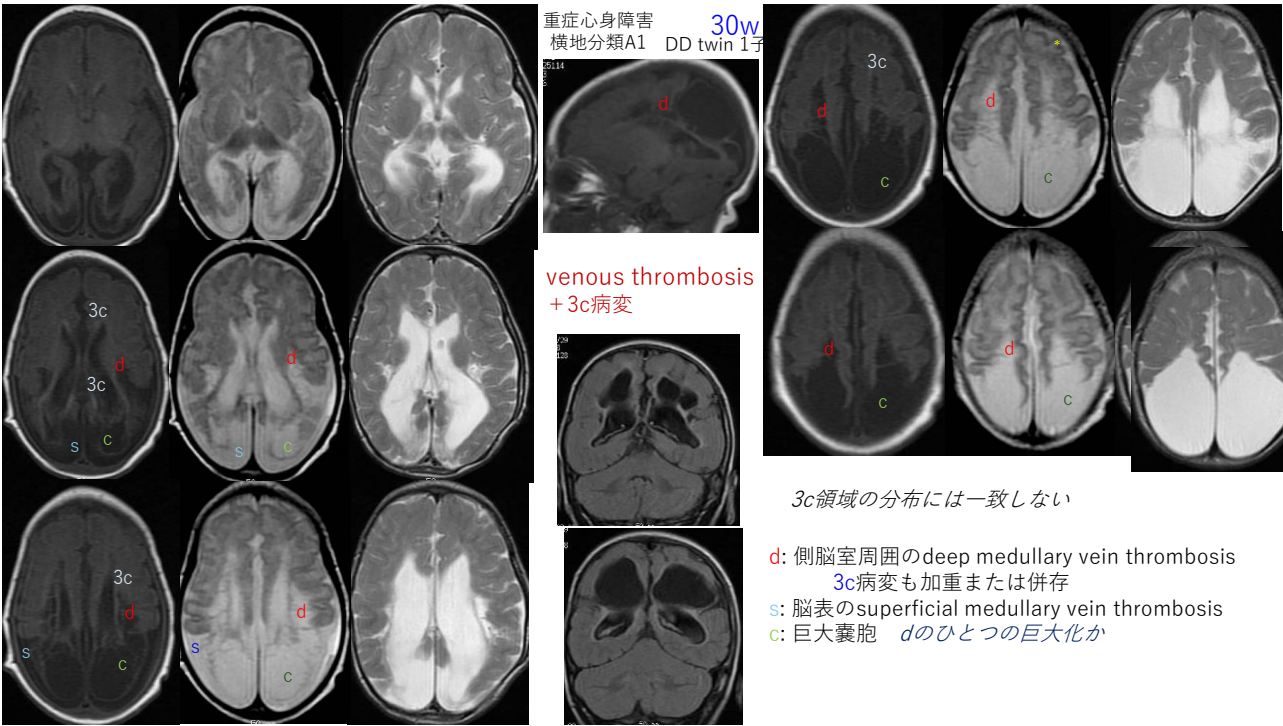 重症心身障害
横地分類A1
30w
DD twin 1子
25114
d
3c
d
c
*
d
c
venous thrombosis
＋3c病変
3c
3c
d
s
c
d
s
c
/29
128
d
c
d
c
3c
d
s
c
d
s
c
3c領域の分布には一致しない
d: 側脳室周囲のdeep medullary vein thrombosis
3c病変も加重または併存
s: 脳表のsuperficial medullary vein thrombosis
c: 巨大嚢胞 dのひとつの巨大化か